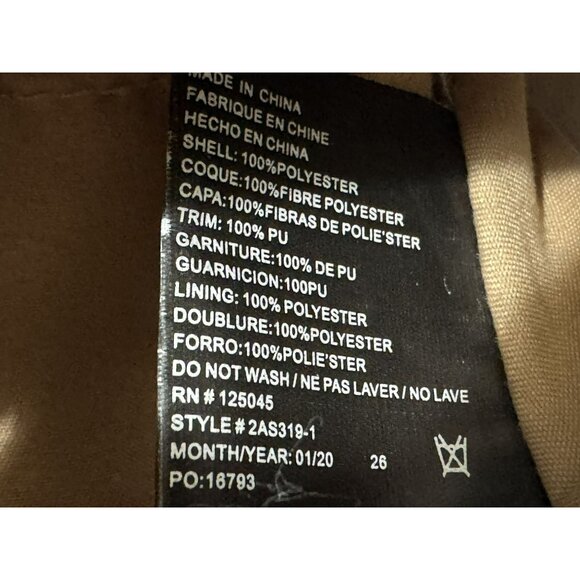 MADE IN CHINA
FABRIQUE EN CHINE
HECHO EN CHINA
SHELL: 100%POLYESTER
COQUE:100%FIBRE POLYESTER
CAPA:100%FIBRAS DE POLIE'STER
TRIM: 100% PU
GARNITURE:100% DE PU
GUARNICION:100PU
LINING: 100% POLYESTER
DOUBLURE:100%POLYESTER
FORRO:100%POLIE'STER
DO NOT WASH / NE PAS LAVER / NO LAVE
RN # 125045
STYLE # 2AS319-1
MONTH/YEAR: 01/20 26
PO:16793